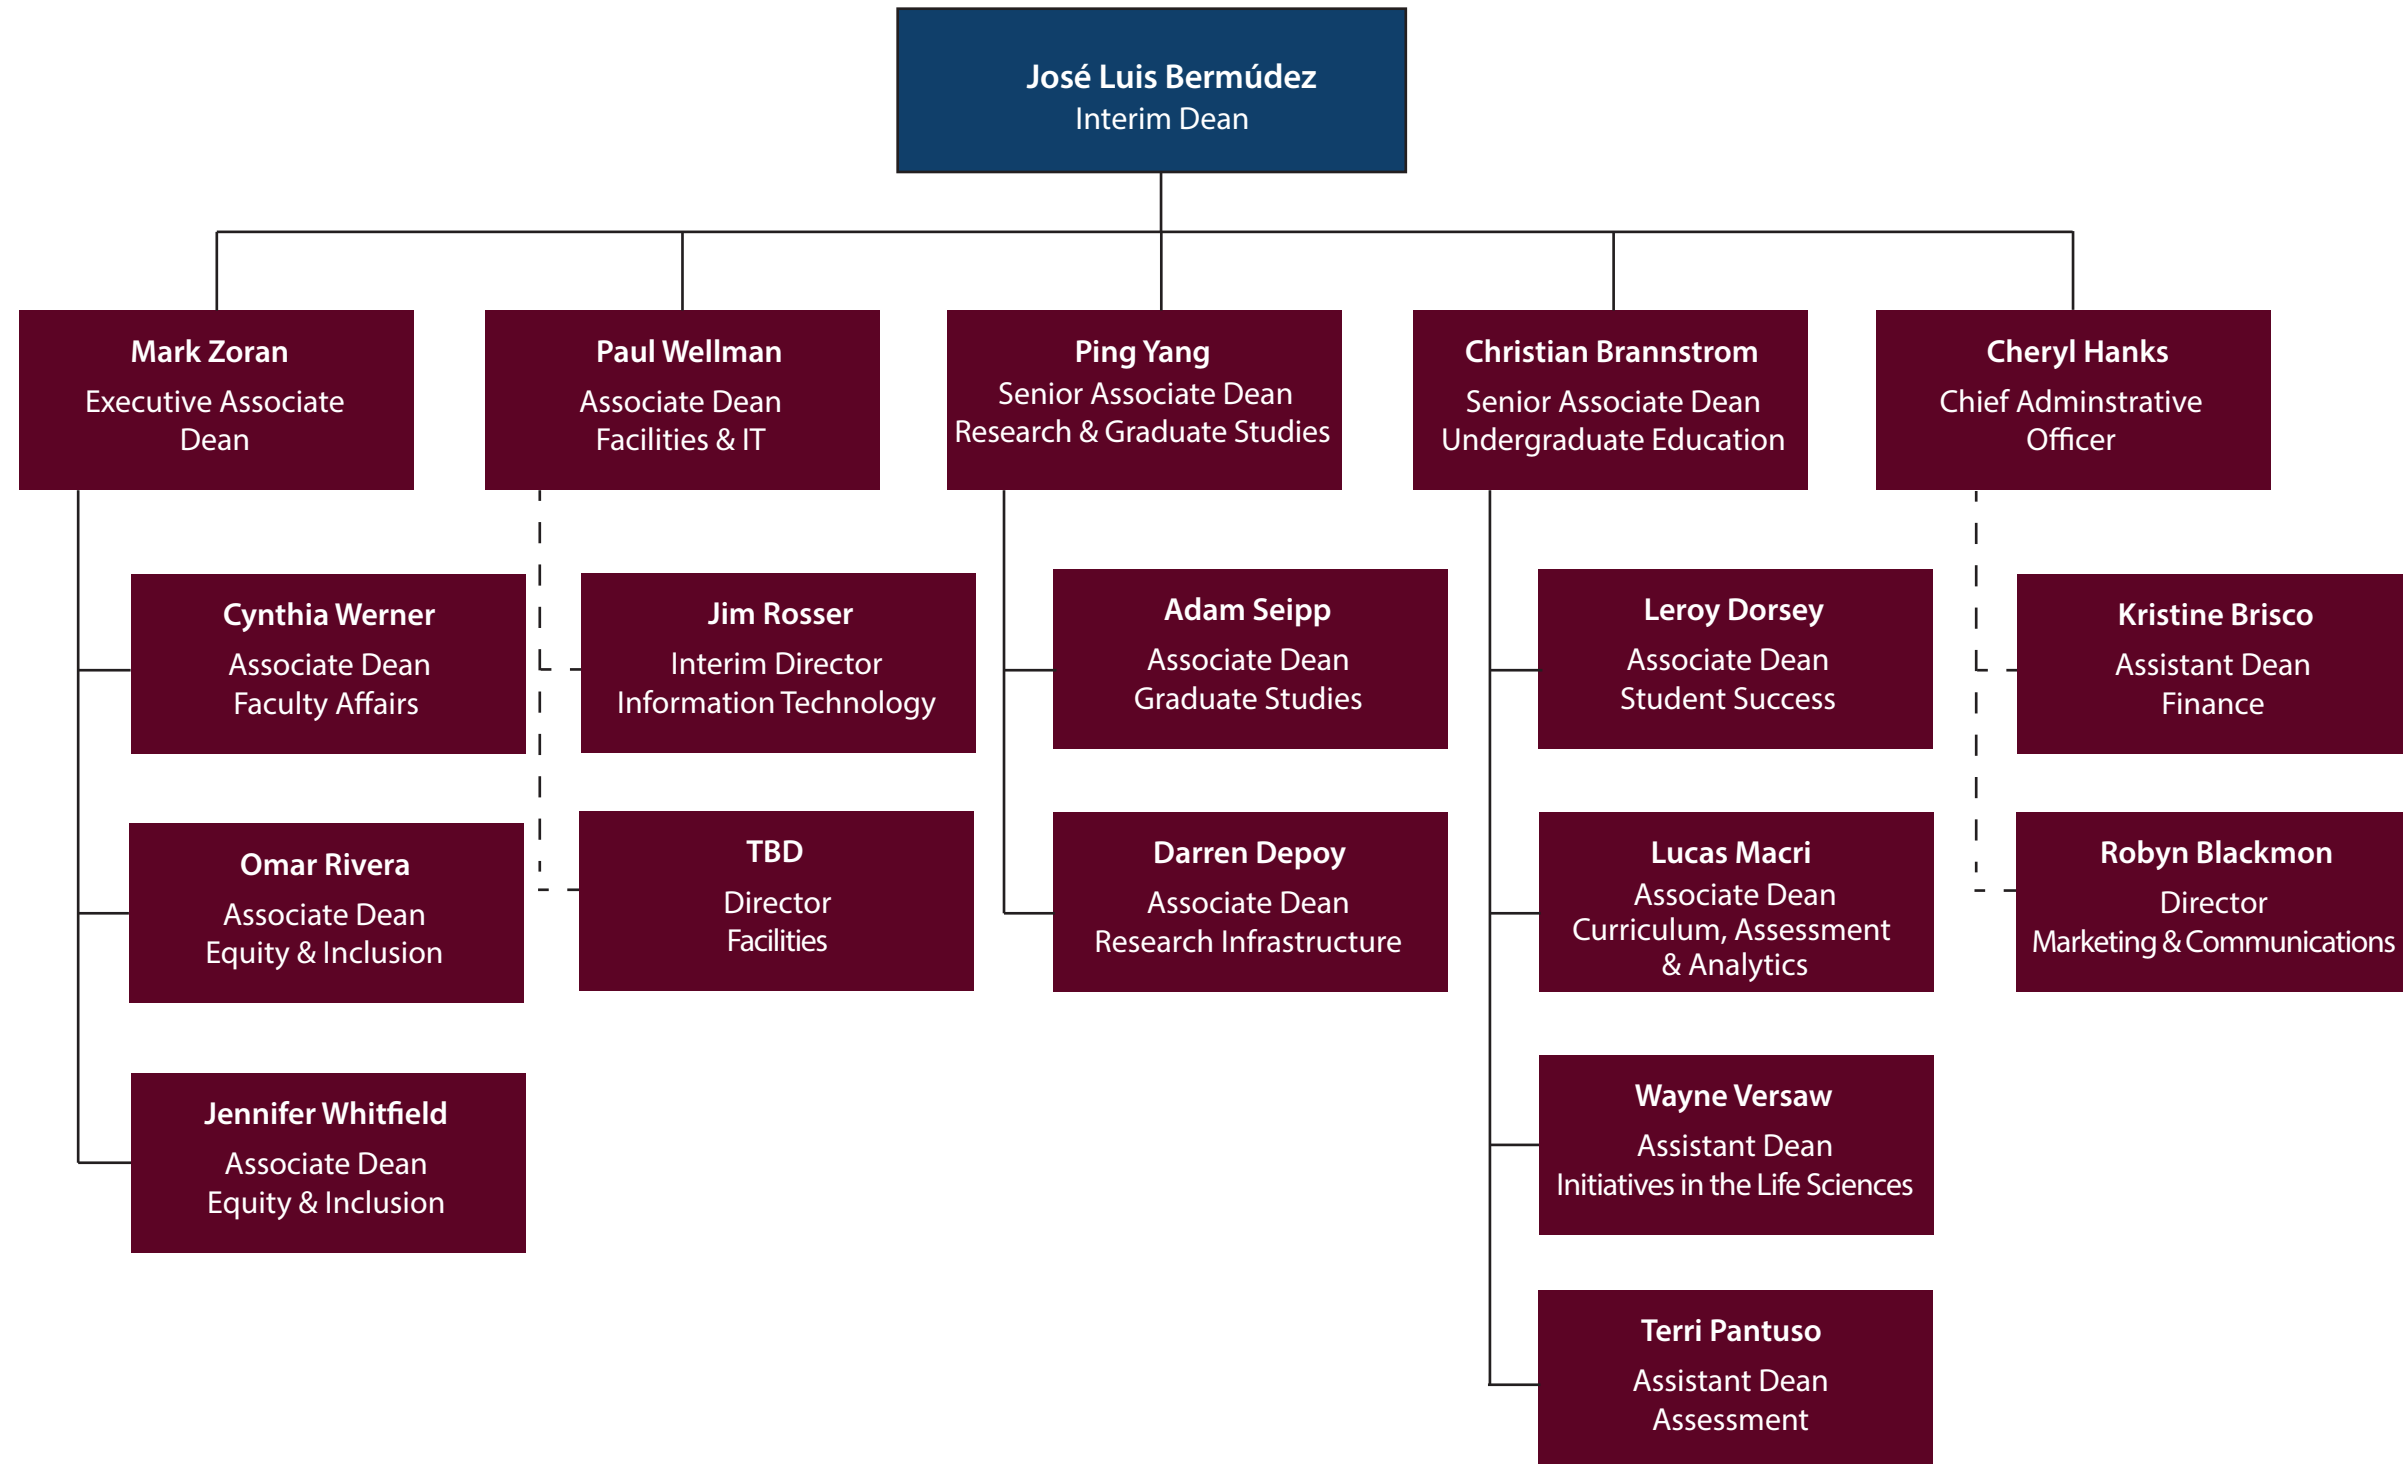 José Luis Bermúdez
Interim Dean
Mark Zoran
Executive Associate
Dean
Paul Wellman
Associate Dean
Facilities & IT
Ping Yang
Senior Associate Dean
Research & Graduate Studies
Christian Brannstrom
Senior Associate Dean
Undergraduate Education
Cheryl Hanks
Chief Adminstrative
Officer
Cynthia Werner
Associate Dean
Faculty Affairs
Jim Rosser
Interim Director
Information Technology
Adam Seipp
Associate Dean
Graduate Studies
Leroy Dorsey
Associate Dean
Student Success
Kristine Brisco
Assistant Dean
Finance
Omar Rivera
Associate Dean
Equity & Inclusion
TBD
Director
Facilities
Darren Depoy
Associate Dean
Research Infrastructure
Lucas Macri
Associate Dean
Curriculum, Assessment
& Analytics
Robyn Blackmon
Director
Marketing & Communications
Jennifer Whitfield
Associate Dean
Equity & Inclusion
Wayne Versaw
Assistant Dean
Initiatives in the Life Sciences
Terri Pantuso
Assistant Dean
Assessment